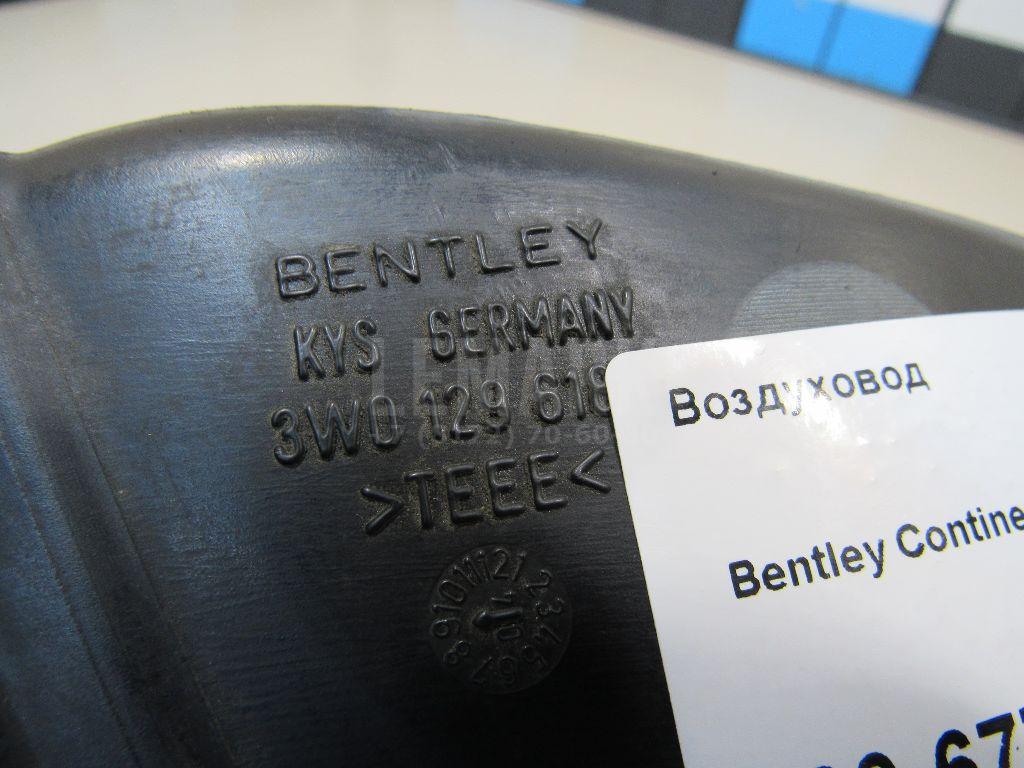 BENTLEY
KYS GERMANY
3W0 129 618
>TEEE<
Воздуховод
Bentley Contine